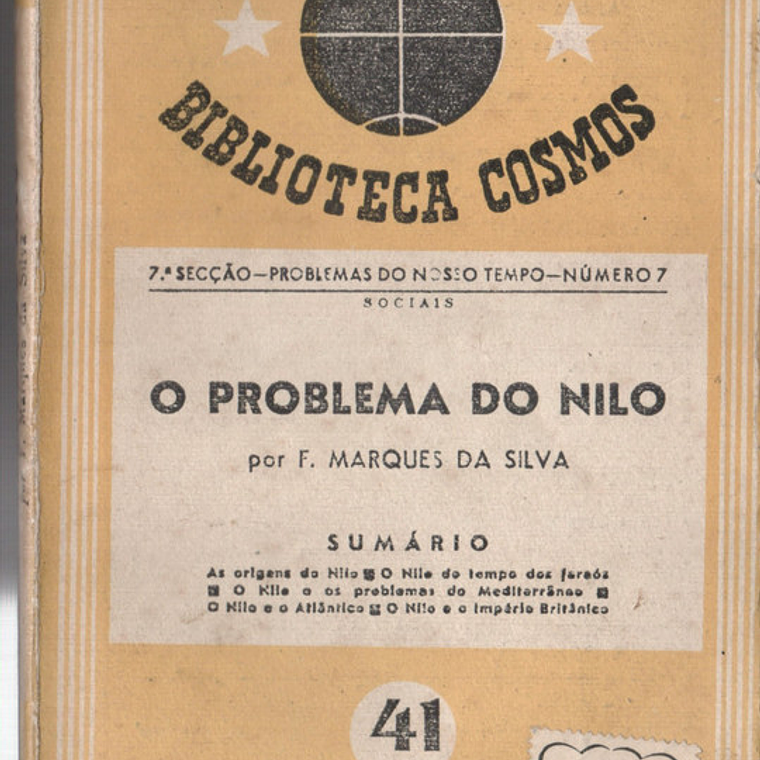 BIBLIOTECA COSMOS
7.ª SECÇÃO—PROBLEMAS DO NOSSO TEMPO—NÚMERO 7
SOCIAIS
O PROBLEMA DO NILO
por F. MARQUES DA SILVA
SUMÁRIO
As origens do Nilo O Nilo do tempo dos faraós
O Nilo e os problemas do Mediterrâneo
O Nilo e o Atlântico O Nilo e o Império Britânico
41